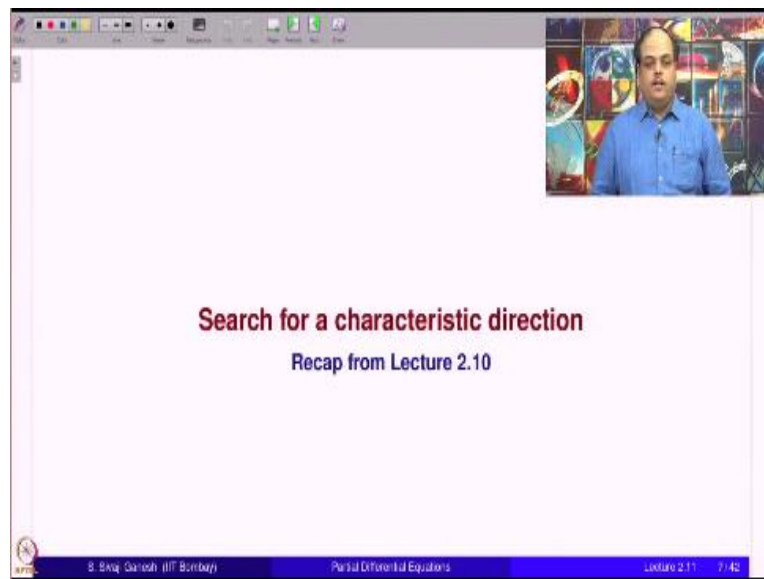 Search for a characteristic direction
Recap from Lecture 2.10
S. Sivaji Ganesh (IIT Bombay)
Partial Differential Equations
Lecture 2.11
7 / 42